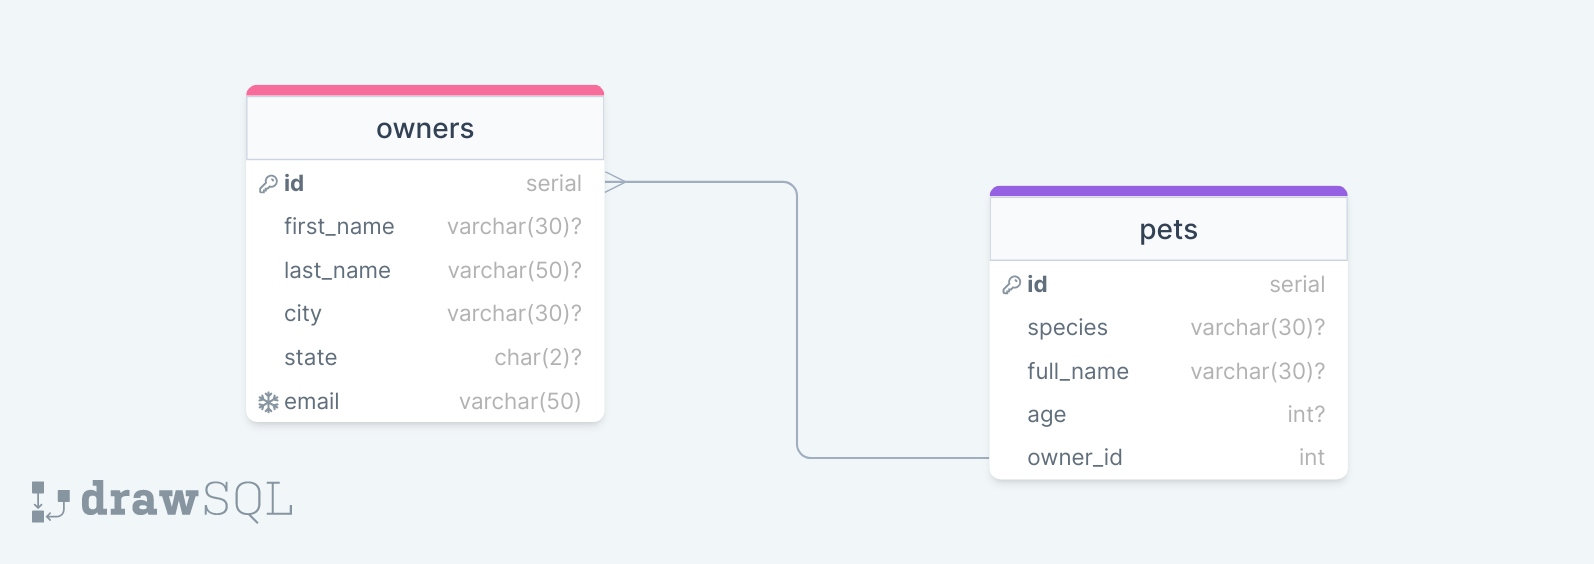 owners
id serial
first_name varchar(30)?
last_name varchar(50)?
city varchar(30)?
state char(2)?
email varchar(50)
pets
id serial
species varchar(30)?
full_name varchar(30)?
age int?
owner_id int
drawSQL